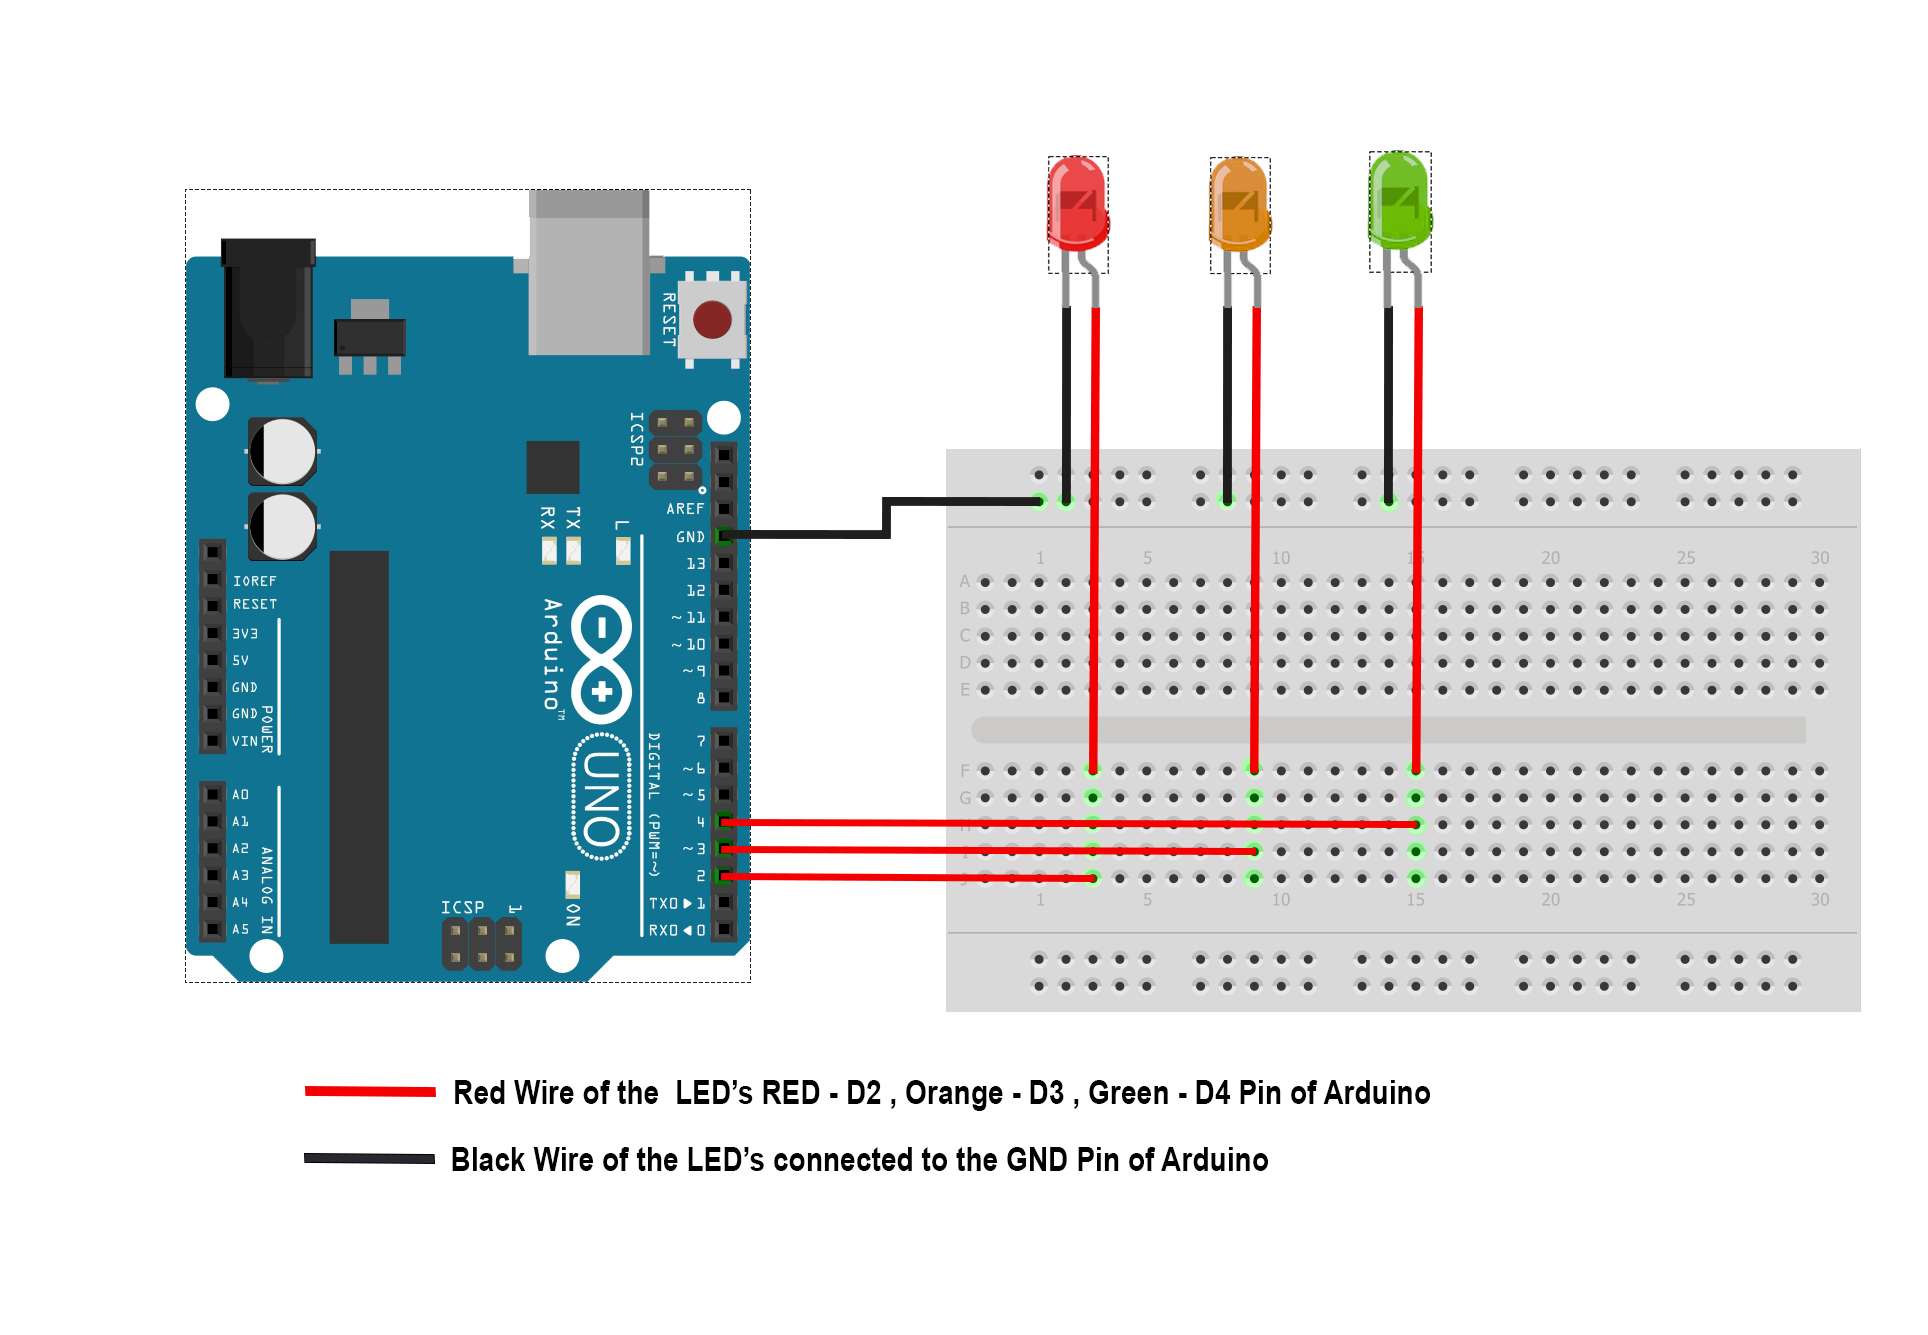 RESET
ICSP2
AREF
GND
13
12
~11
~10
~9
8
7
~6
~5
4
~3
2
TX0▶1
RX0◀0
RX
TX
L
Arduino™
UNO
DIGITAL (PWM=~)
IOREF
RESET
3V3
5V
GND
GND
VIN
POWER
A0
A1
A2
A3
A4
A5
ANALOG IN
ICSP 1
ON
1 5 10 15 20 25 30
A
B
C
D
E
F
G
H
I
J
1 5 10 15 20 25 30
Red Wire of the LED’s RED - D2 , Orange - D3 , Green - D4 Pin of Arduino
Black Wire of the LED’s connected to the GND Pin of Arduino